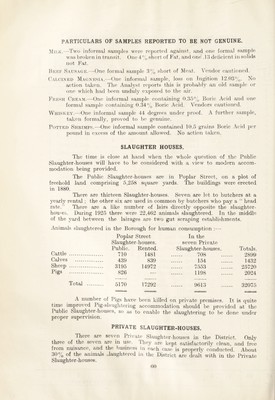 PARTICULARS OF SAMPLES REPORTED TO BE NOT GENUINE.
MILK.—Two informal samples were reported against, and one formal sample
was broken in transit. One 4% short of Fat, and one .13 deficient in solids
not Fat.
BEEF SAUSAGE.—One formal sample 3% short of Meat. Vendor cautioned.
CALCINED MAGNESIA.—One informal sample, loss on ignition 12.05%. No
action taken. The Analyst reports this is probably an old sample or
one which had been unduly exposed to the air.
FRESH CREAM.—One informal sample containing 0.35% Boric Acid and one
formal sample containing 0.34% Boric Acid. Vendors cautioned.
WHISKEY.—One informal sample 44 degrees under proof. A further sample,
taken formally, proved to be genuine.
POTTED SHRIMPS.—One informal sample contained 10.5 grains Boric Acid per
pound in excess of the amount allowed. No action taken.
SLAUGHTER HOUSES.
The time is close at hand when the whole question of the Public
Slaughter-houses will have to be considered with a view to modern accom-
modation being provided.
The Public Slaughter-houses are in Poplar Street, on a plot of
freehold land comprising 5,258 square yards. The buildings were erected
in 1880.
There are thirteen Slaughter-houses. Seven are let to butchers at a
yearly rental; the other six are used in common by butchers who pay a "head
rate." There are a like number of lairs directly opposite the slaughter-
houses. During 1925 there were 22,462 animals slaughtered. In the middle
of the yard between the lairages are two gut scraping establishments.
Animals slaughtered in the Borough for human consumption:—
Poplar Street In the
Slaughter-houses. seven Private
Public. Rented. Slaughter-houses. Totals.
Cattle 719 1481 708 2909
Calves 439 839 154 1432
Sheep 3195 14972 7553 25720
Pigs 826 1198 2024
Total 5170 17292 9613 32075
A number of Pigs have been killed on private premises. It is quite
time improved Pig-slaughtering accommodation should be provided at the
Public Slaughter-houses, so as to enable the slaughtering to be done under
proper supervision.
PRIVATE SLAUGHTER-HOUSES.
There are seven Private Slaughter-houses in the District. Only
three of the seven are in use. They are kept satisfactorily clean, and free
from nuisance, and the business in each case is properly conducted. About
30% of the animals slaughtered in the District are dealt with in the Private
Slaughter-houses.